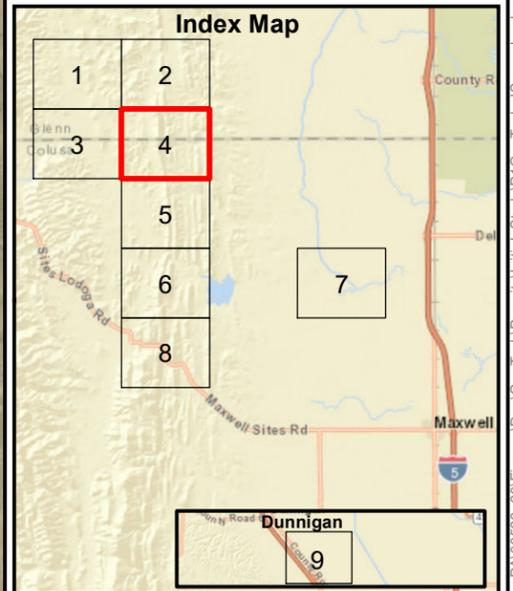 Index Map
1
2
County R
Glenn
Colusa
3
4
5
Del
Sites Lodoga Rd
6
7
8
Maxwell Sites Rd
Maxwell
5
Dunnigan
9